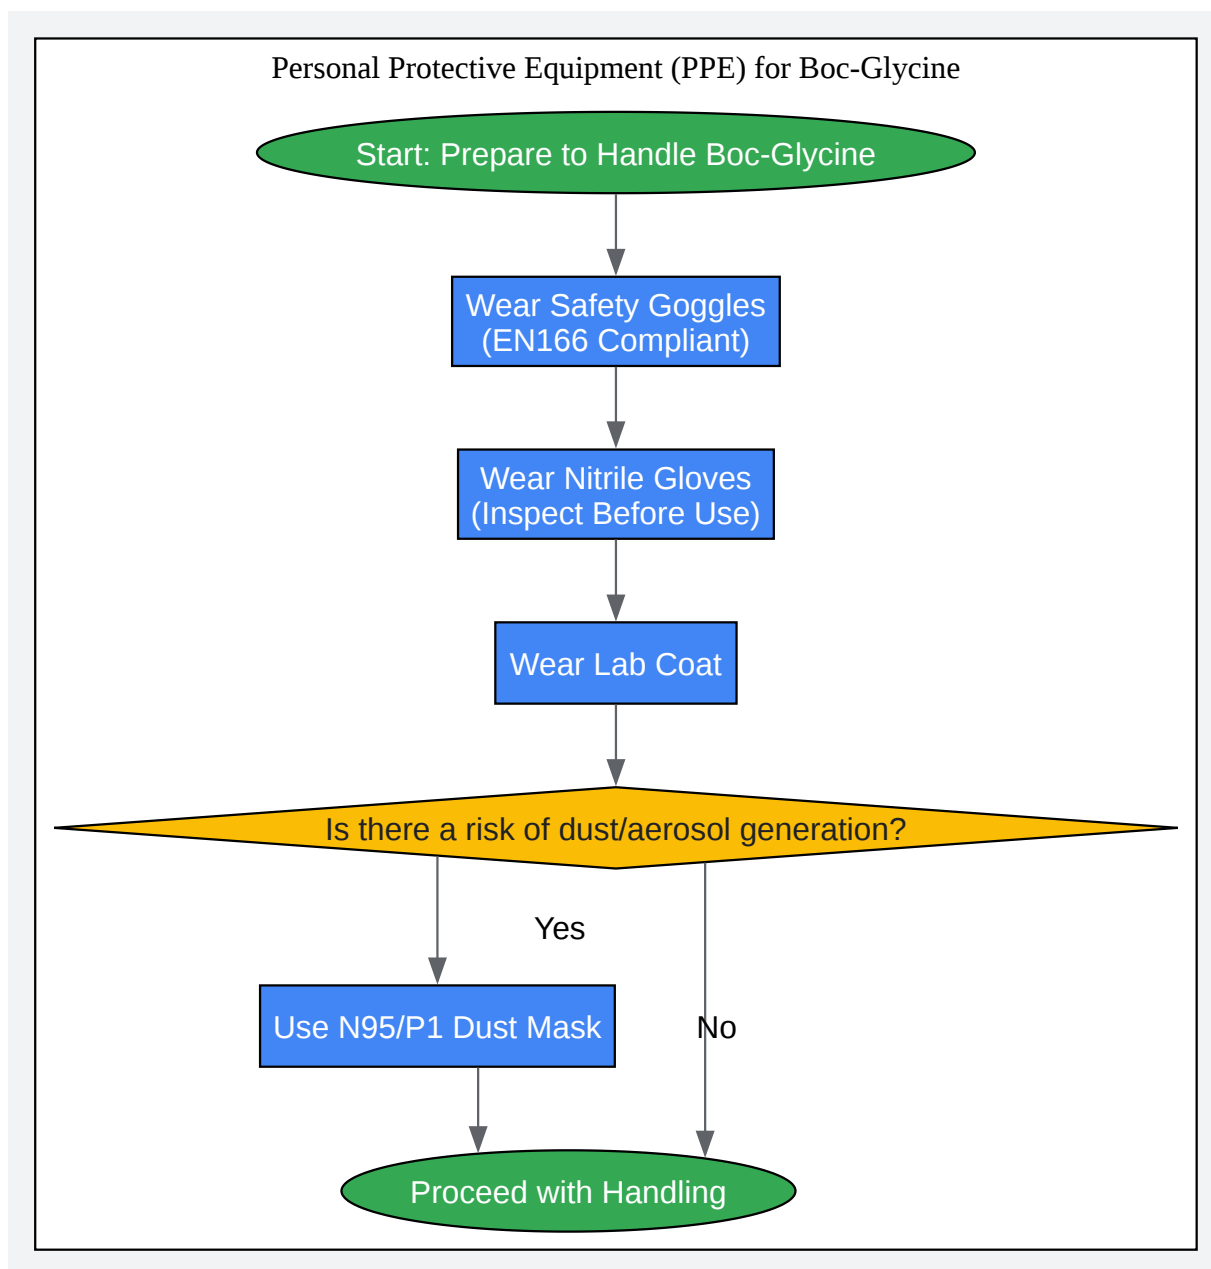 Personal Protective Equipment (PPE) for Boc-Glycine
Start: Prepare to Handle Boc-Glycine
Wear Safety Goggles
(EN166 Compliant)
Wear Nitrile Gloves
(Inspect Before Use)
Wear Lab Coat
Is there a risk of dust/aerosol generation?
Yes
Use N95/P1 Dust Mask
No
Proceed with Handling